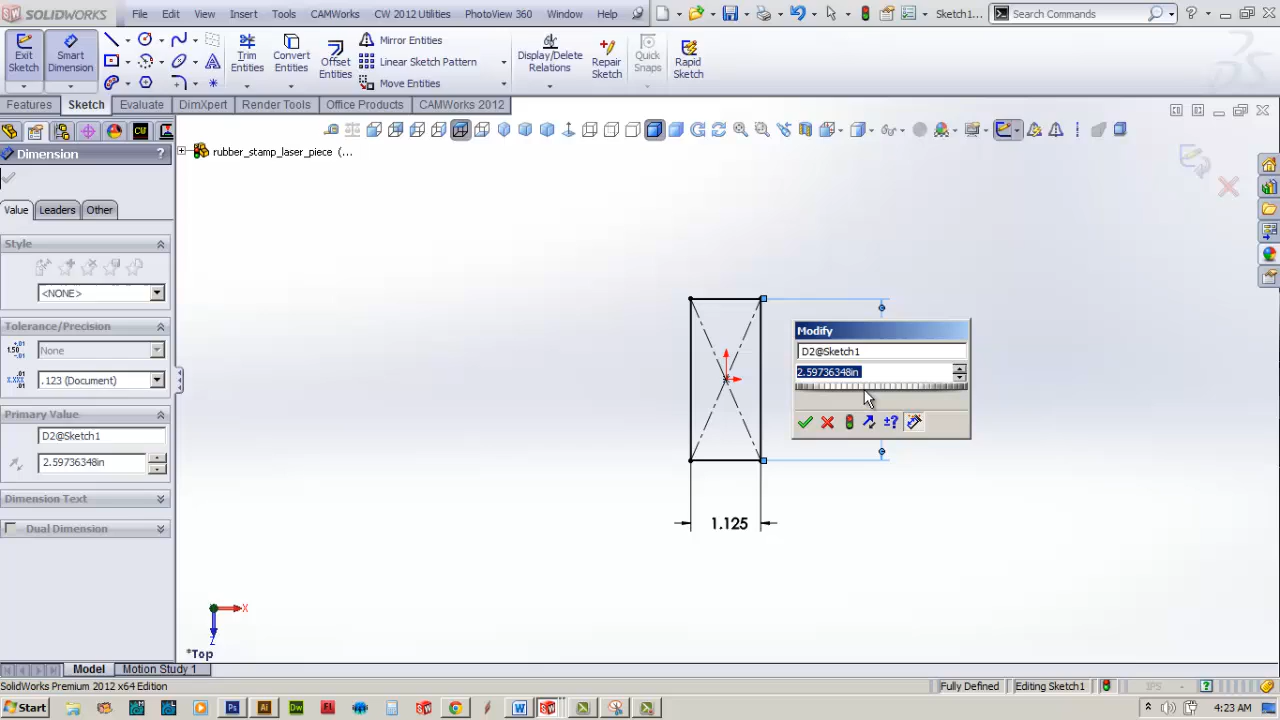 SOLIDWORKS
File Edit View Insert Tools CAMWorks CW 2012 Utilities PhotoView 360 Window Help Sketch1... Search Commands
Exit Sketch
Smart Dimension
Trim Entities
Convert Entities
Offset Entities
Mirror Entities
Linear Sketch Pattern
Move Entities
Display/Delete Relations
Repair Sketch
Quick Snaps
Rapid Sketch
Features Sketch Evaluate DimXpert Render Tools Office Products CAMWorks 2012
Dimension ?
rubber_stamp_laser_piece (...
Value Leaders Other
Style
<NONE>
Tolerance/Precision
None
.123 (Document)
Primary Value
D2@Sketch1
2.59736348in
Dimension Text
Dual Dimension
Modify
D2@Sketch1
2.59736348in
1.125
X
Z
*Top
Model Motion Study 1
SolidWorks Premium 2012 x64 Edition Fully Defined Editing Sketch1 IPS
Start 4:23 AM